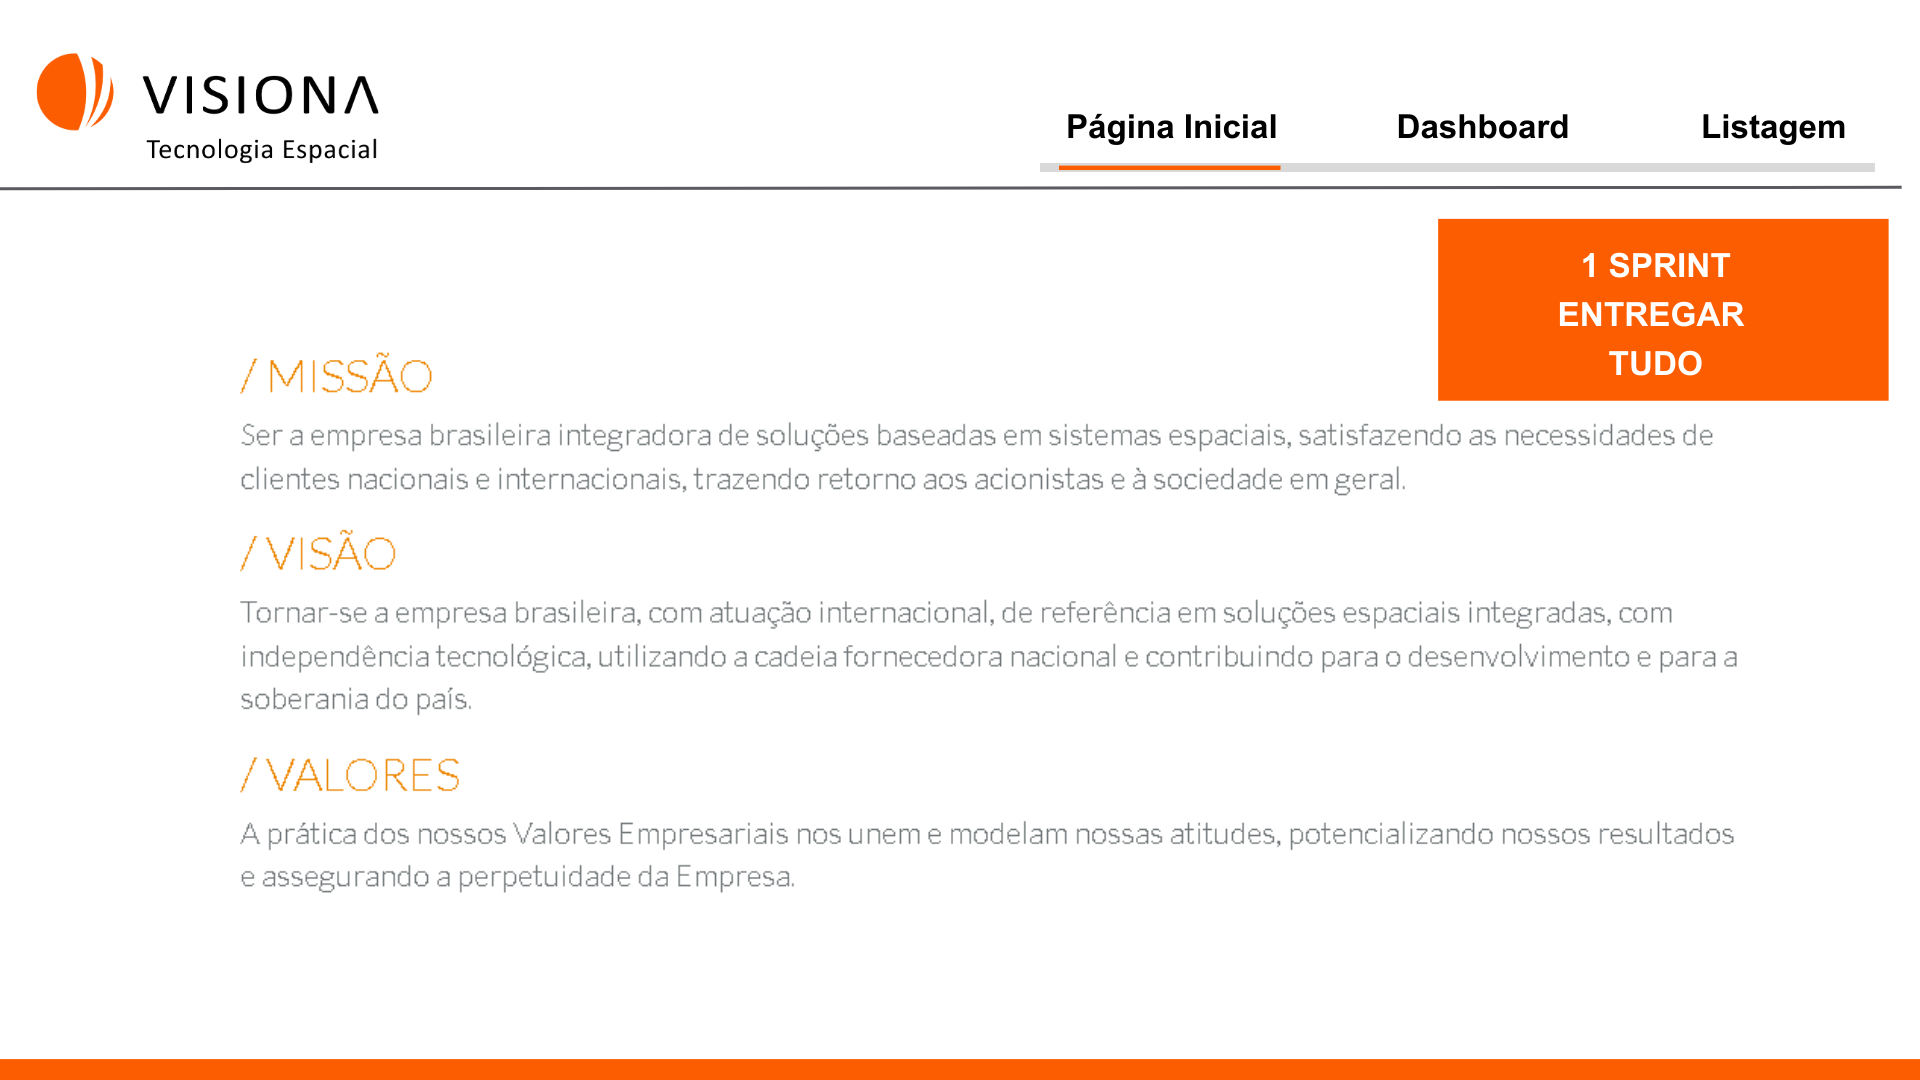 VISIONA
Tecnologia Espacial
Página Inicial
Dashboard
Listagem
1 SPRINT
ENTREGAR
TUDO
/ MISSÃO
Ser a empresa brasileira integradora de soluções baseadas em sistemas espaciais, satisfazendo as necessidades de
clientes nacionais e internacionais, trazendo retorno aos acionistas e à sociedade em geral.
/ VISÃO
Tornar-se a empresa brasileira, com atuação internacional, de referência em soluções espaciais integradas, com
independência tecnológica, utilizando a cadeia fornecedora nacional e contribuindo para o desenvolvimento e para a
soberania do país.
/ VALORES
A prática dos nossos Valores Empresariais nos unem e modelam nossas atitudes, potencializando nossos resultados
e assegurando a perpetuidade da Empresa.